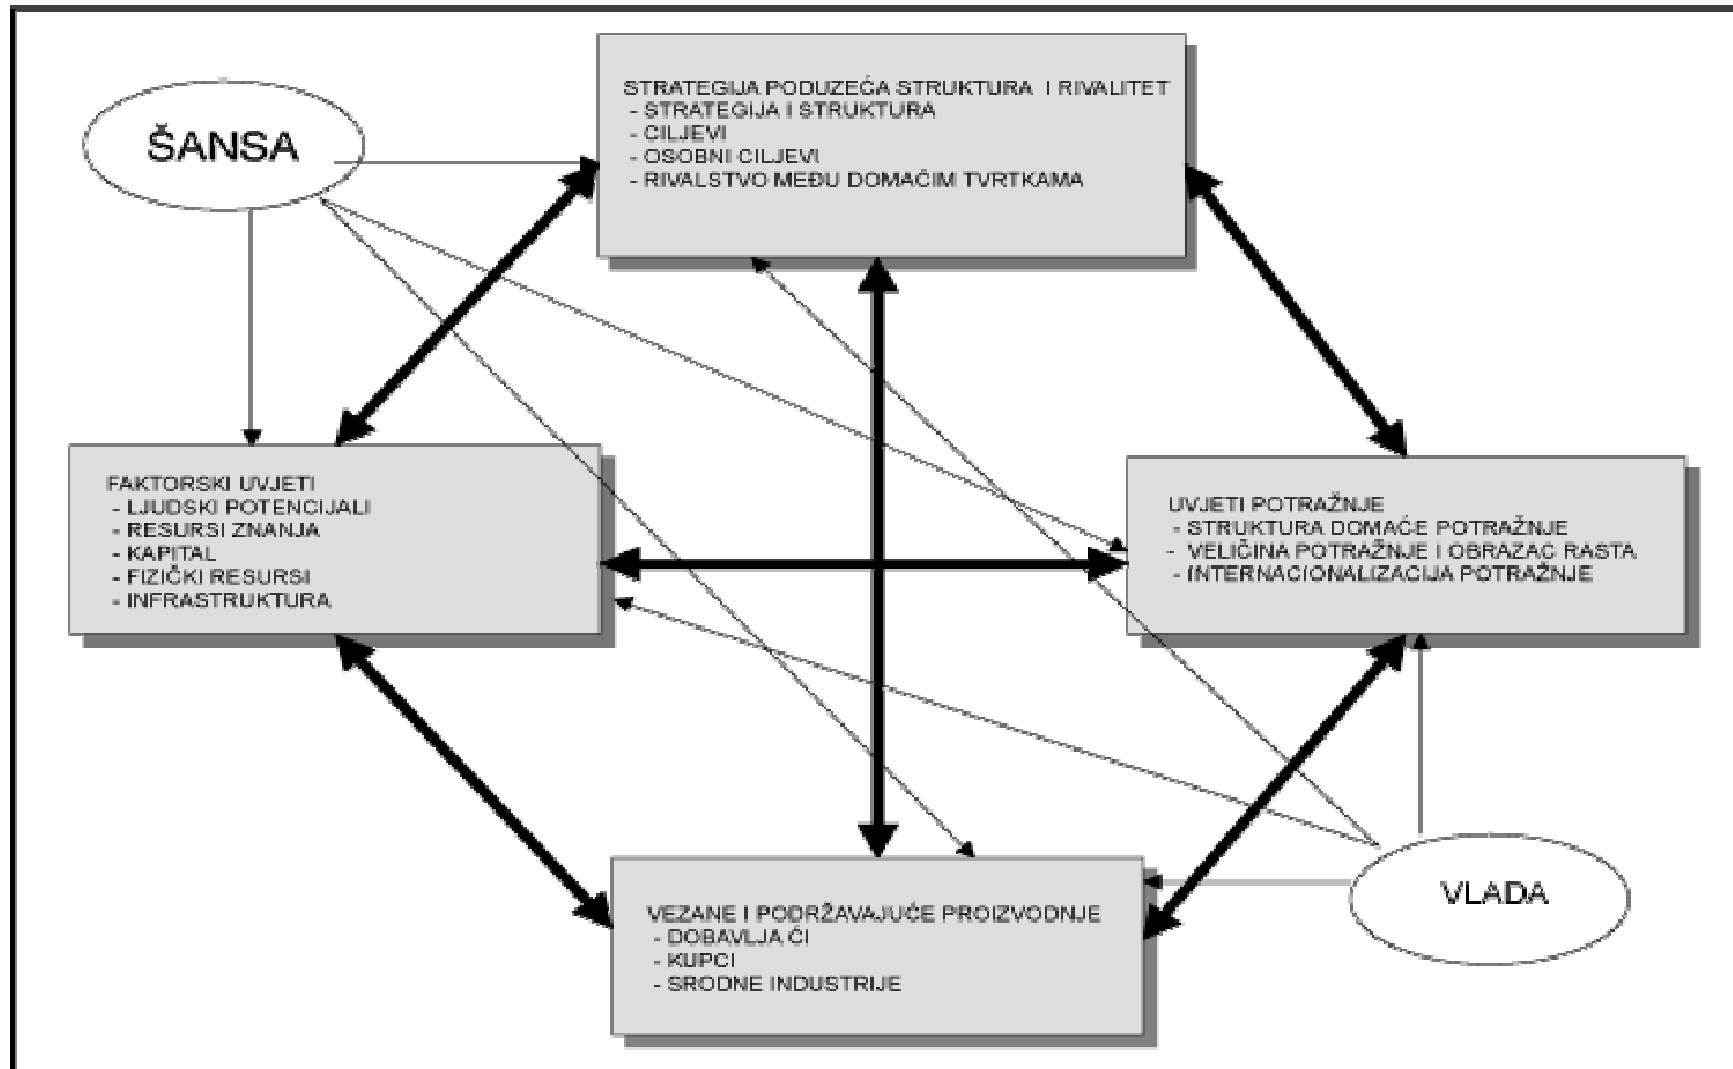 ŠANSA
STRATEGIJA PODUZEĆA STRUKTURA I RIVALITET
- STRATEGIJA I STRUKTURA
- CILJEVI
- OSOBNI CILJEVI
- RIVALSTVO MEĐU DOMAĆIM TVRTKAMA
FAKTORSKI UVJETI
- LJUDSKI POTENCIJALI
- RESURSI ZNANJA
- KAPITAL
- FIZIČKI RESURSI
- INFRASTRUKTURA
UVJETI POTRAŽNJE
- STRUKTURA DOMAĆE POTRAŽNJE
- VELIČINA POTRAŽNJE I OBRAZAC RASTA
- INTERNACIONALIZACIJA POTRAŽNJE
VEZANE I PODRŽAVAJUĆE PROIZVODNJE
- DOBAVLJA ĆI
- KUPCI
- SRODNE INDUSTRIJE
VLADA